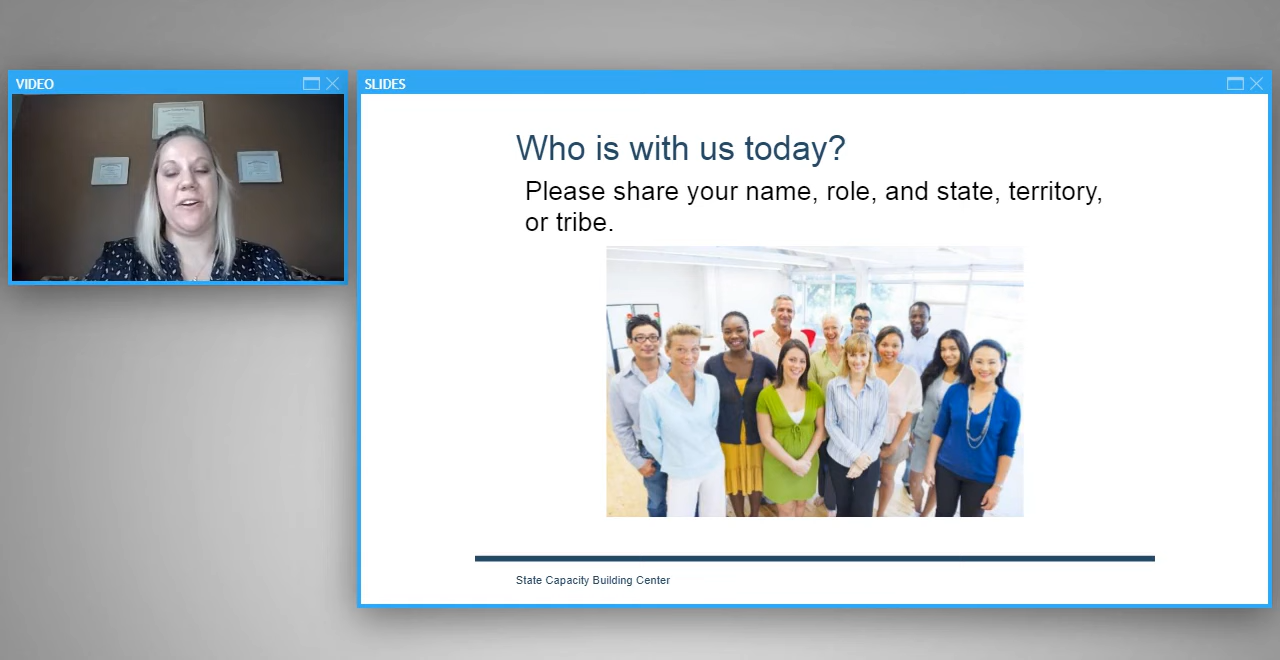 VIDEO
SLIDES
Who is with us today?
Please share your name, role, and state, territory,
or tribe.
State Capacity Building Center